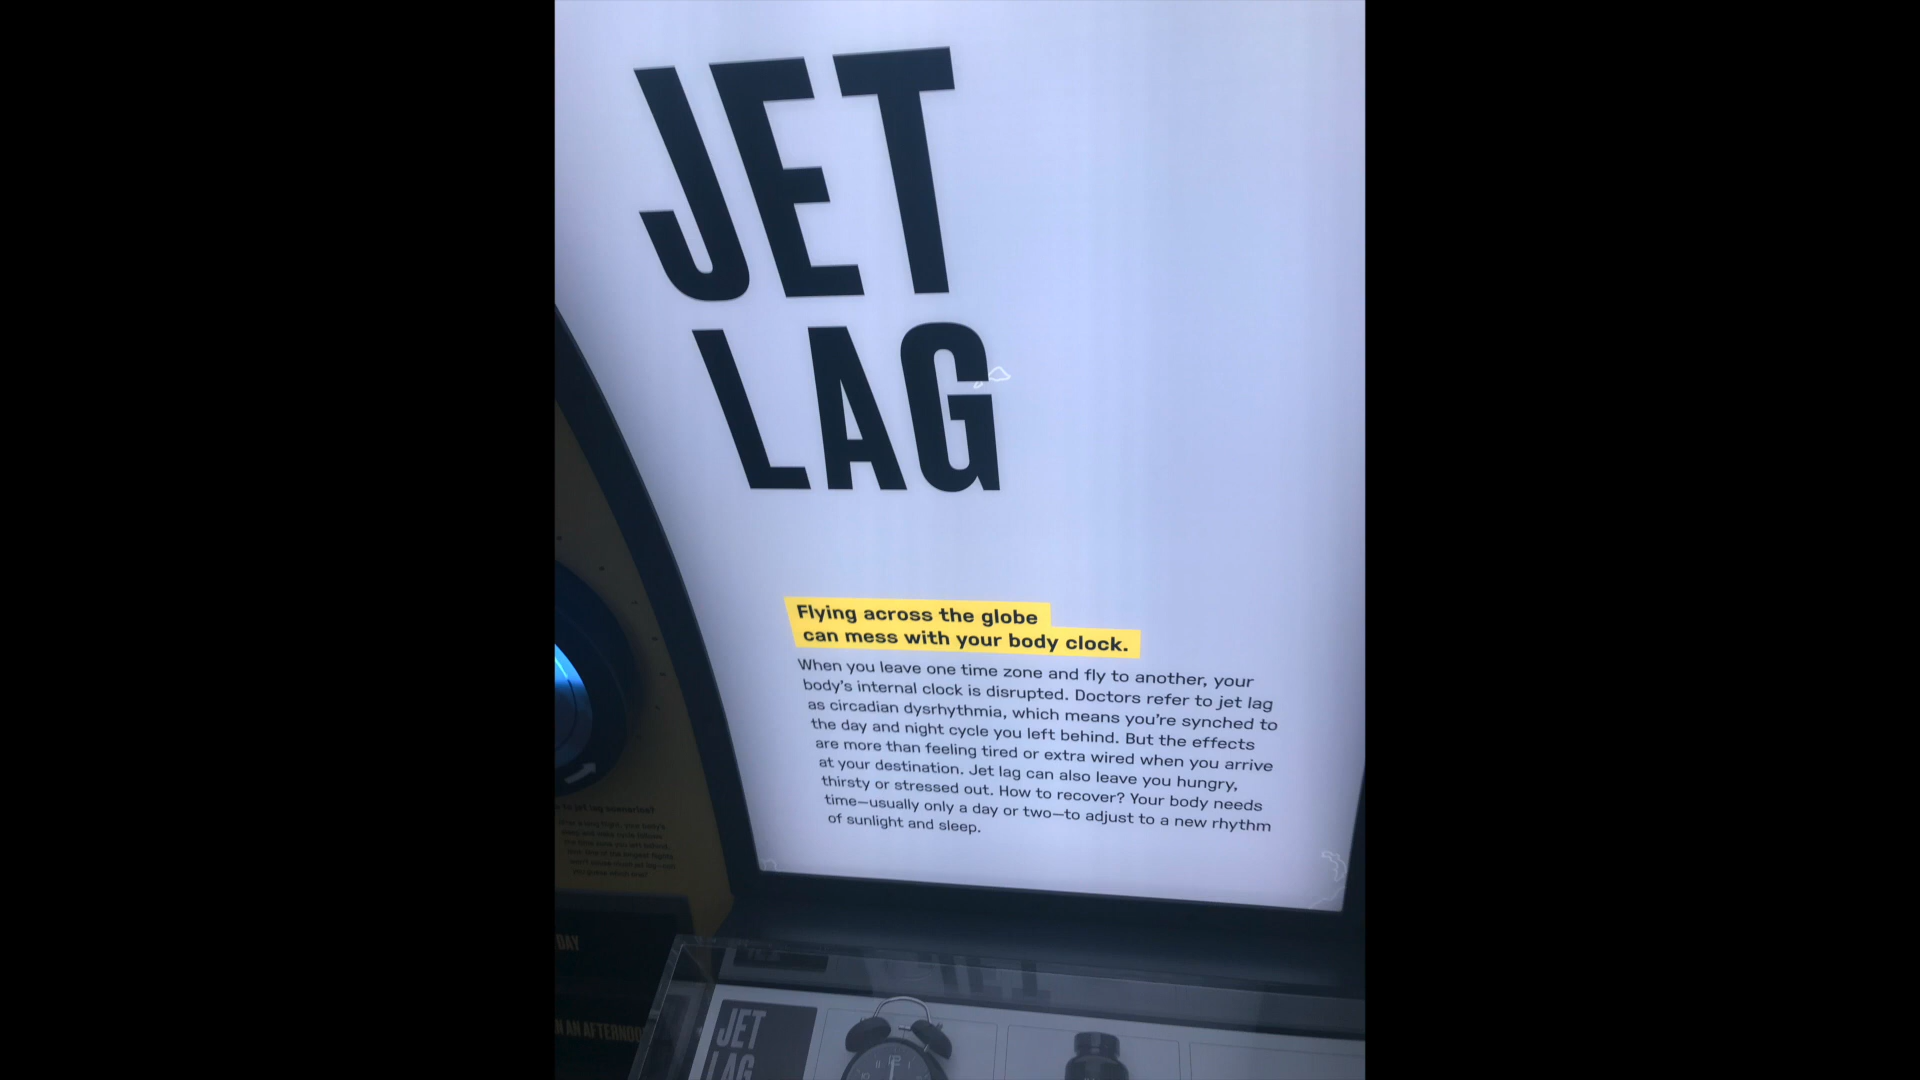 JET
LAG
Flying across the globe
can mess with your body clock.
When you leave one time zone and fly to another, your
body's internal clock is disrupted. Doctors refer to jet lag
as circadian dysrhythmia, which means you're synched to
the day and night cycle you left behind. But the effects
are more than feeling tired or extra wired when you arrive
at your destination. Jet lag can also leave you hungry,
thirsty or stressed out. How to recover? Your body needs
time—usually only a day or two—to adjust to a new rhythm
of sunlight and sleep.
DAY
AN AFTERNOO
JET
LAG